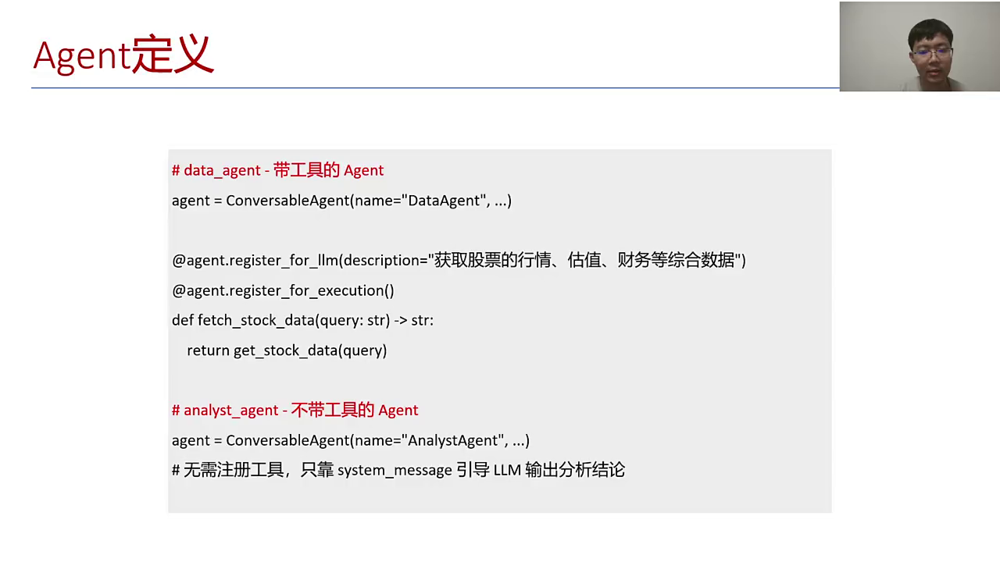 Agent定义
# data_agent - 带工具的 Agent
agent = ConversableAgent(name="DataAgent", ...)
@agent.register_for_llm(description="获取股票的行情、估值、财务等综合数据")
@agent.register_for_execution()
def fetch_stock_data(query: str) -> str:
return get_stock_data(query)
# analyst_agent - 不带工具的 Agent
agent = ConversableAgent(name="AnalystAgent", ...)
# 无需注册工具，只靠 system_message 引导 LLM 输出分析结论